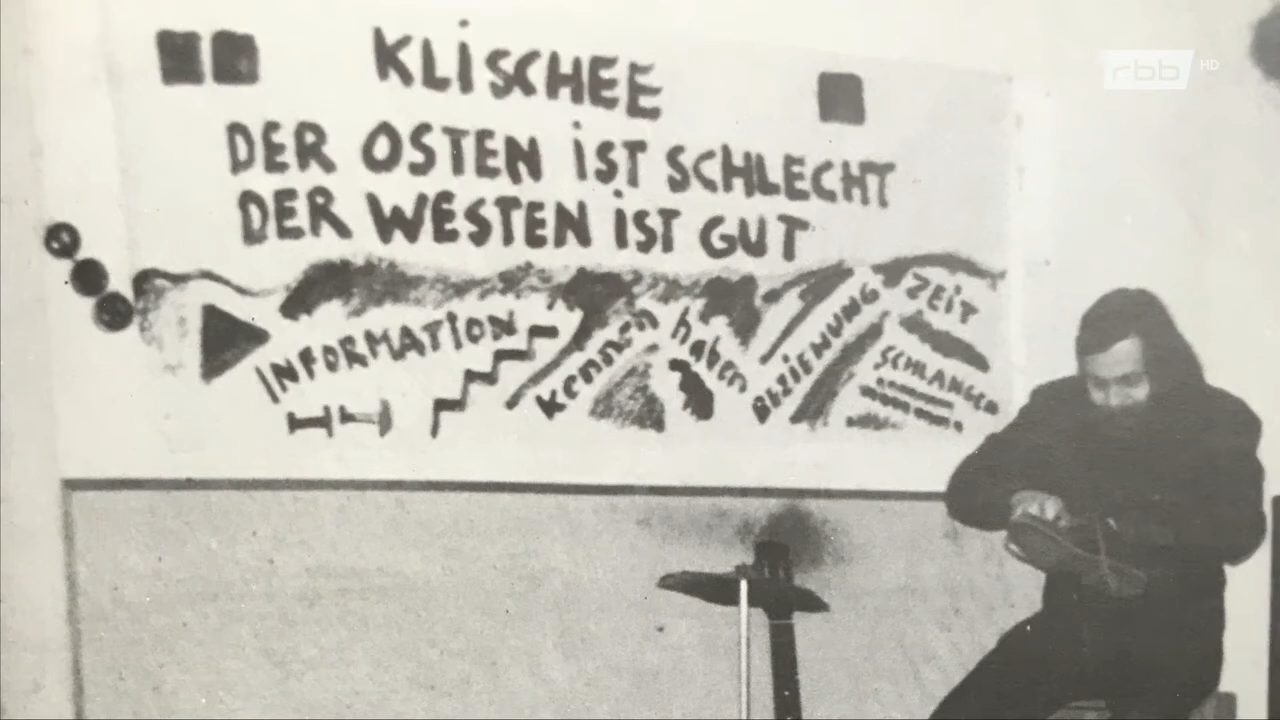 KLISCHEE
DER OSTEN IST SCHLECHT
DER WESTEN IST GUT
INFORMATION
kennen
haben
BEZIEHUNG
ZEIT
SCHLANGEN
rbb HD